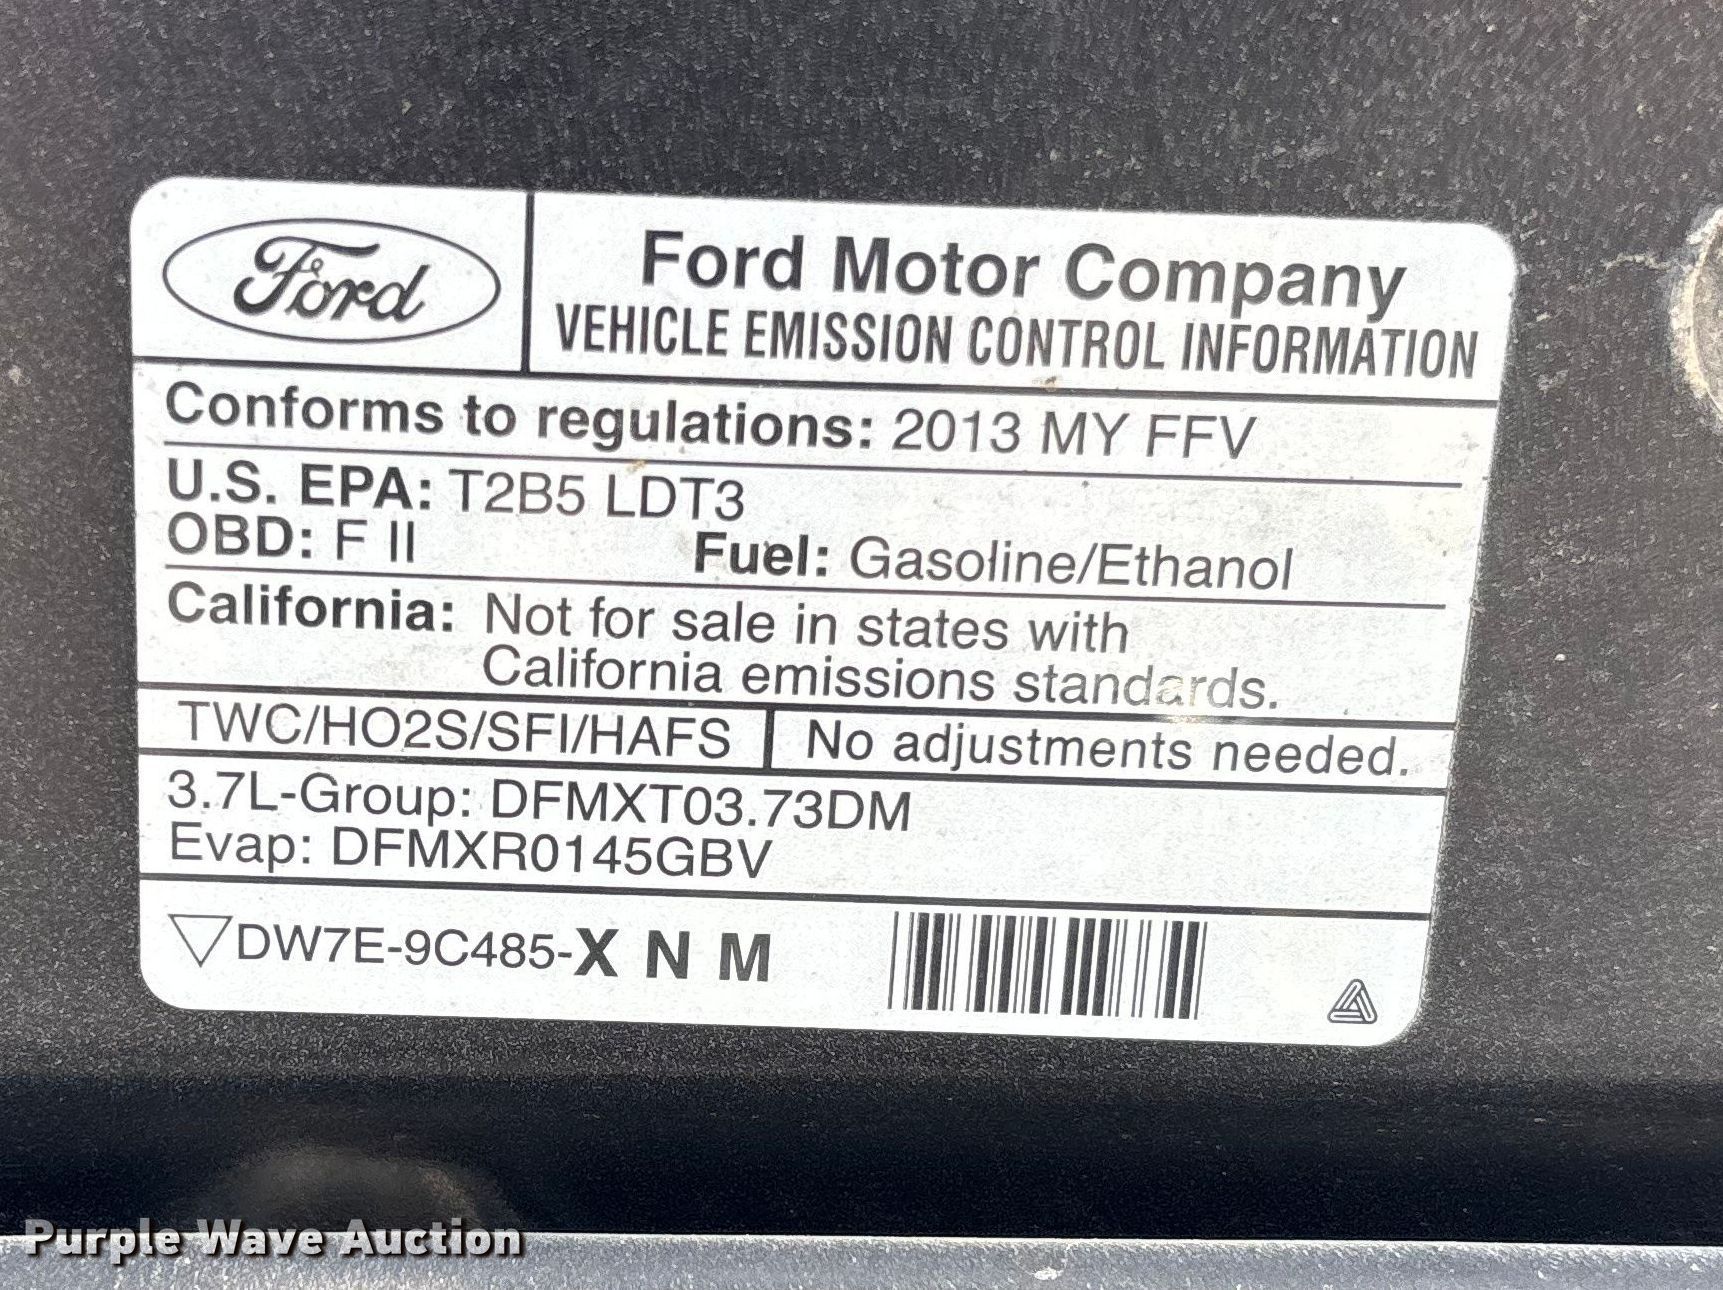 Ford
Ford Motor Company
VEHICLE EMISSION CONTROL INFORMATION
Conforms to regulations: 2013 MY FFV
U.S. EPA: T2B5 LDT3
OBD: F II Fuel: Gasoline/Ethanol
California: Not for sale in states with
California emissions standards.
TWC/HO2S/SFI/HAFS No adjustments needed.
3.7L-Group: DFMXT03.73DM
Evap: DFMXR0145GBV
DW7E-9C485-X N M
Purple Wave Auction